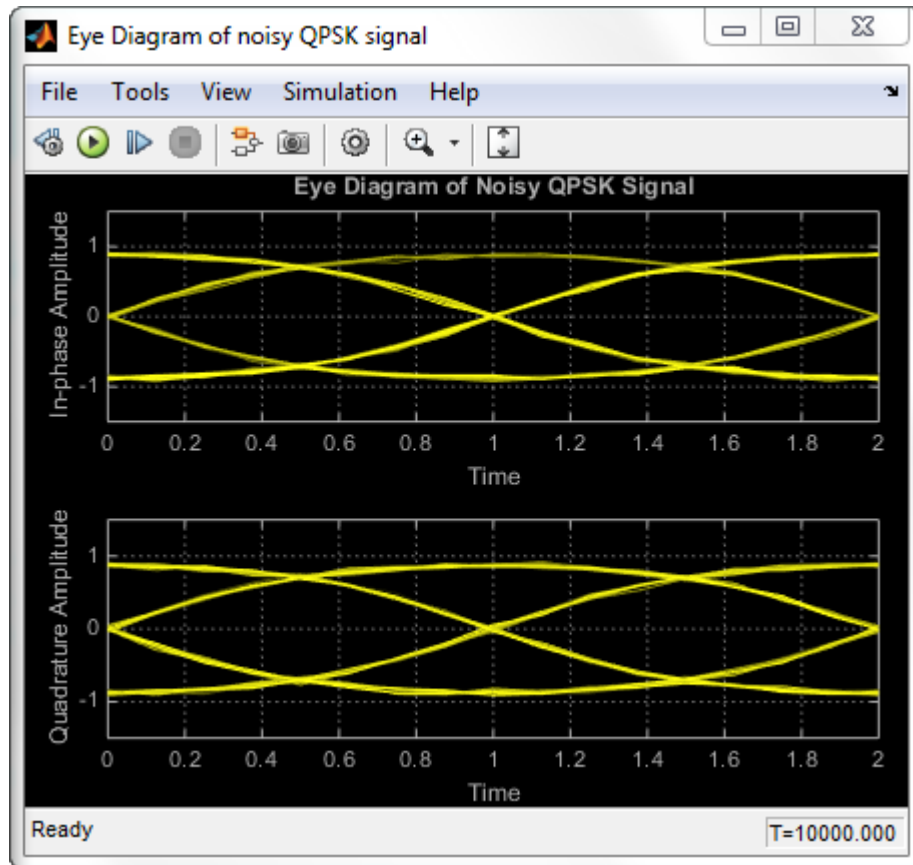 Eye Diagram of noisy QPSK signal
File Tools View Simulation Help
Eye Diagram of Noisy QPSK Signal
In-phase Amplitude
1
0
-1
0 0.2 0.4 0.6 0.8 1 1.2 1.4 1.6 1.8 2
Time
Quadrature Amplitude
1
0
-1
0 0.2 0.4 0.6 0.8 1 1.2 1.4 1.6 1.8 2
Time
Ready T=10000.000